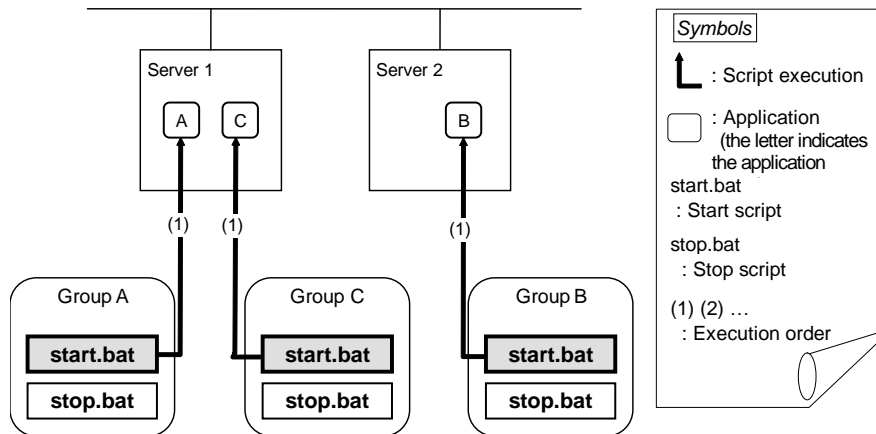 Server 1
A
C
Server 2
B
(1)
(1)
(1)
Group A
start.bat
stop.bat
Group C
start.bat
stop.bat
Group B
start.bat
stop.bat
Symbols
: Script execution
: Application
(the letter indicates
the application
start.bat
: Start script
stop.bat
: Stop script
(1) (2) …
: Execution order